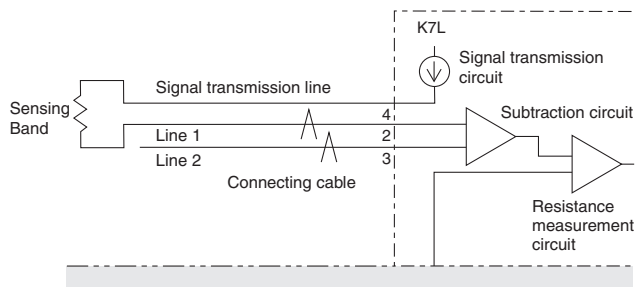 K7L
Signal transmission
circuit
Signal transmission line
Sensing
Band
4
Subtraction circuit
Line 1
2
Line 2
3
Connecting cable
Resistance
measurement
circuit